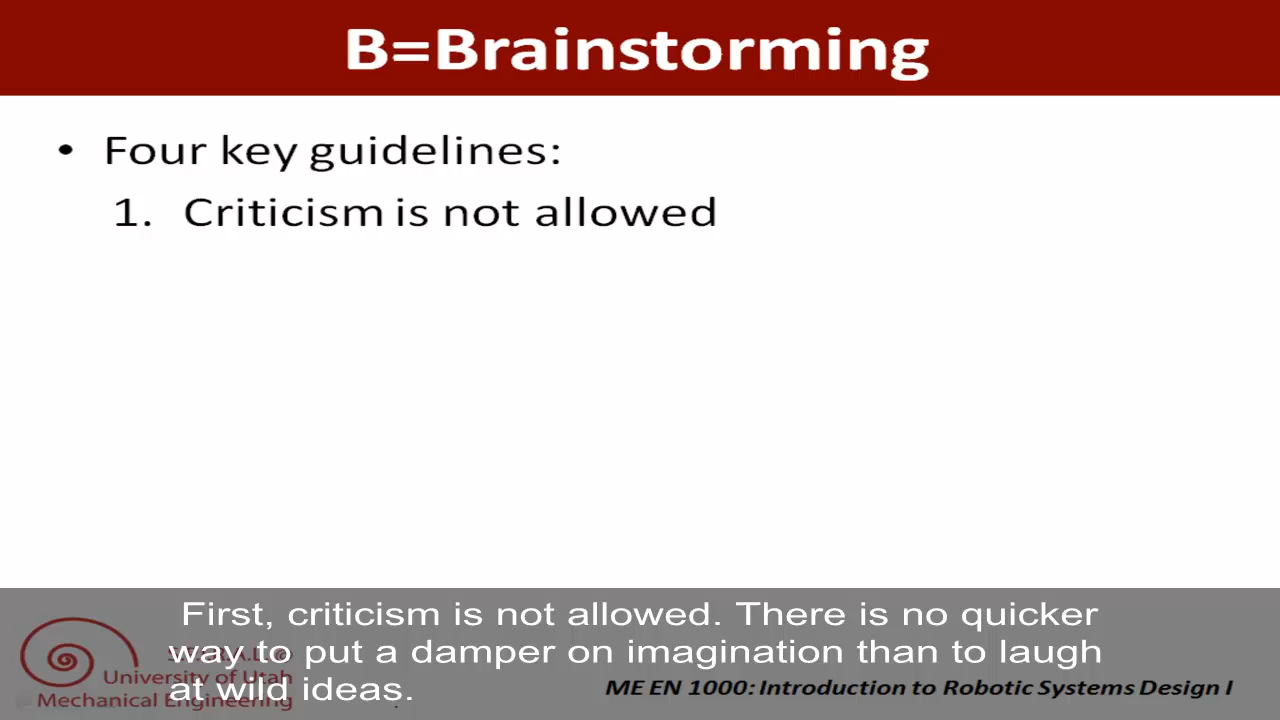 B=Brainstorming
• Four key guidelines:
1. Criticism is not allowed
First, criticism is not allowed. There is no quicker
way to put a damper on imagination than to laugh
at wild ideas.
University of Utah
Mechanical Engineering
ME EN 1000: Introduction to Robotic Systems Design I